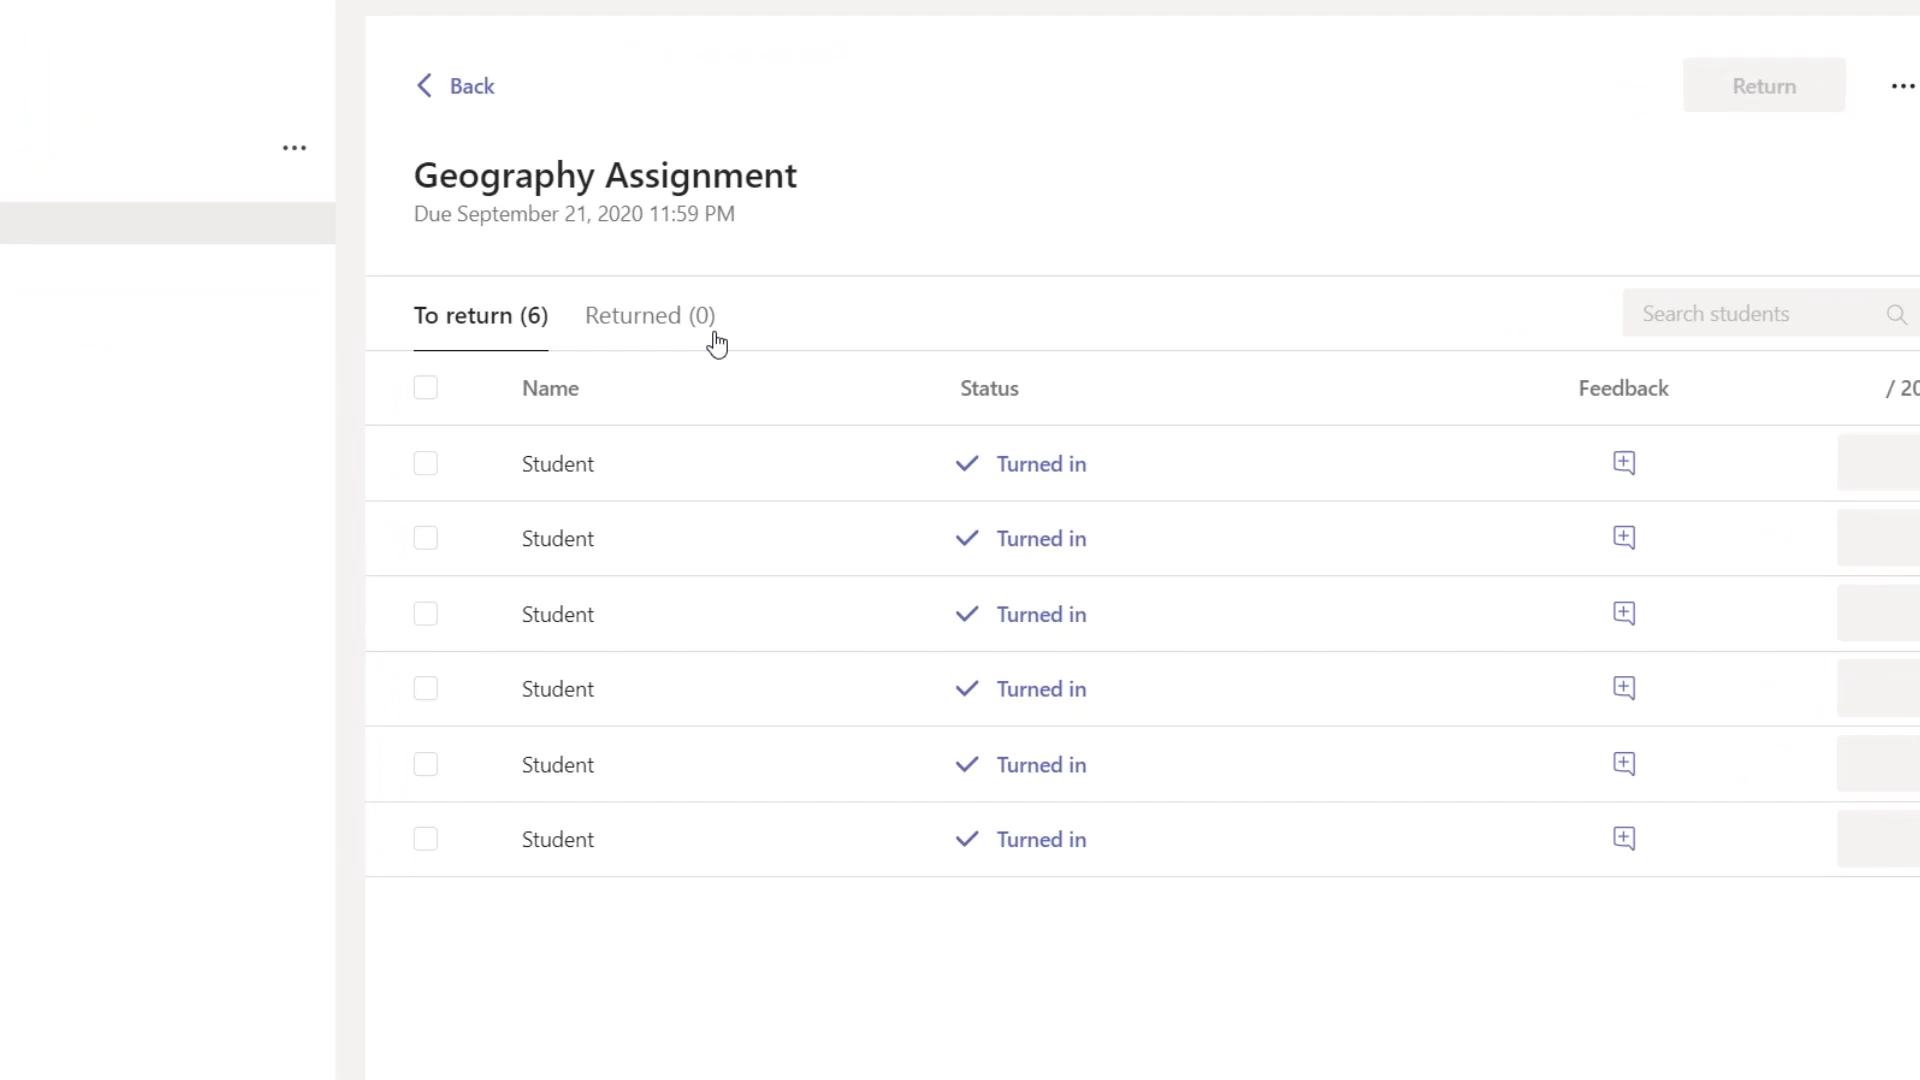 Back
Return
Geography Assignment
Due September 21, 2020 11:59 PM
To return (6) Returned (0)
Search students
Name Status Feedback / 20
Student Turned in
Student Turned in
Student Turned in
Student Turned in
Student Turned in
Student Turned in